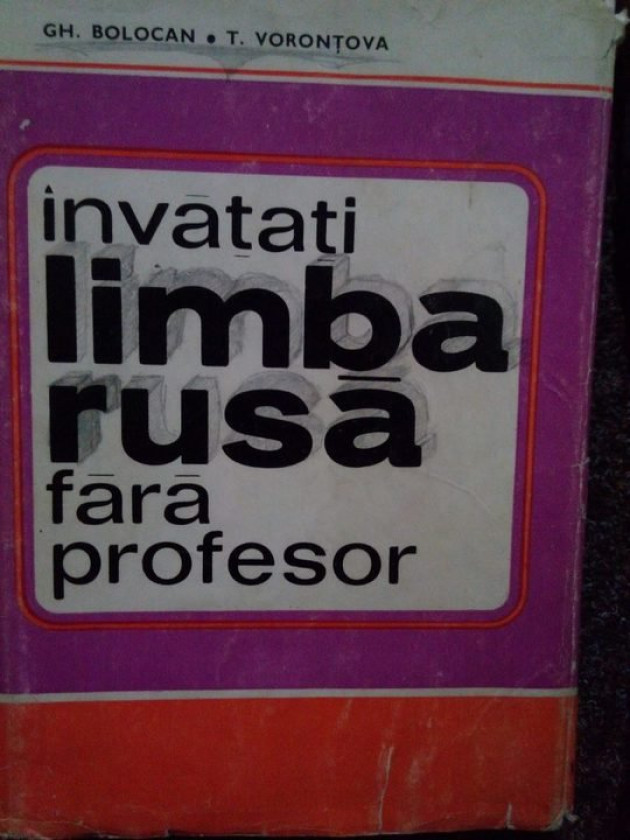 GH. BOLOCAN • T. VORONȚOVA
învățați
limba
rusă
fără
profesor